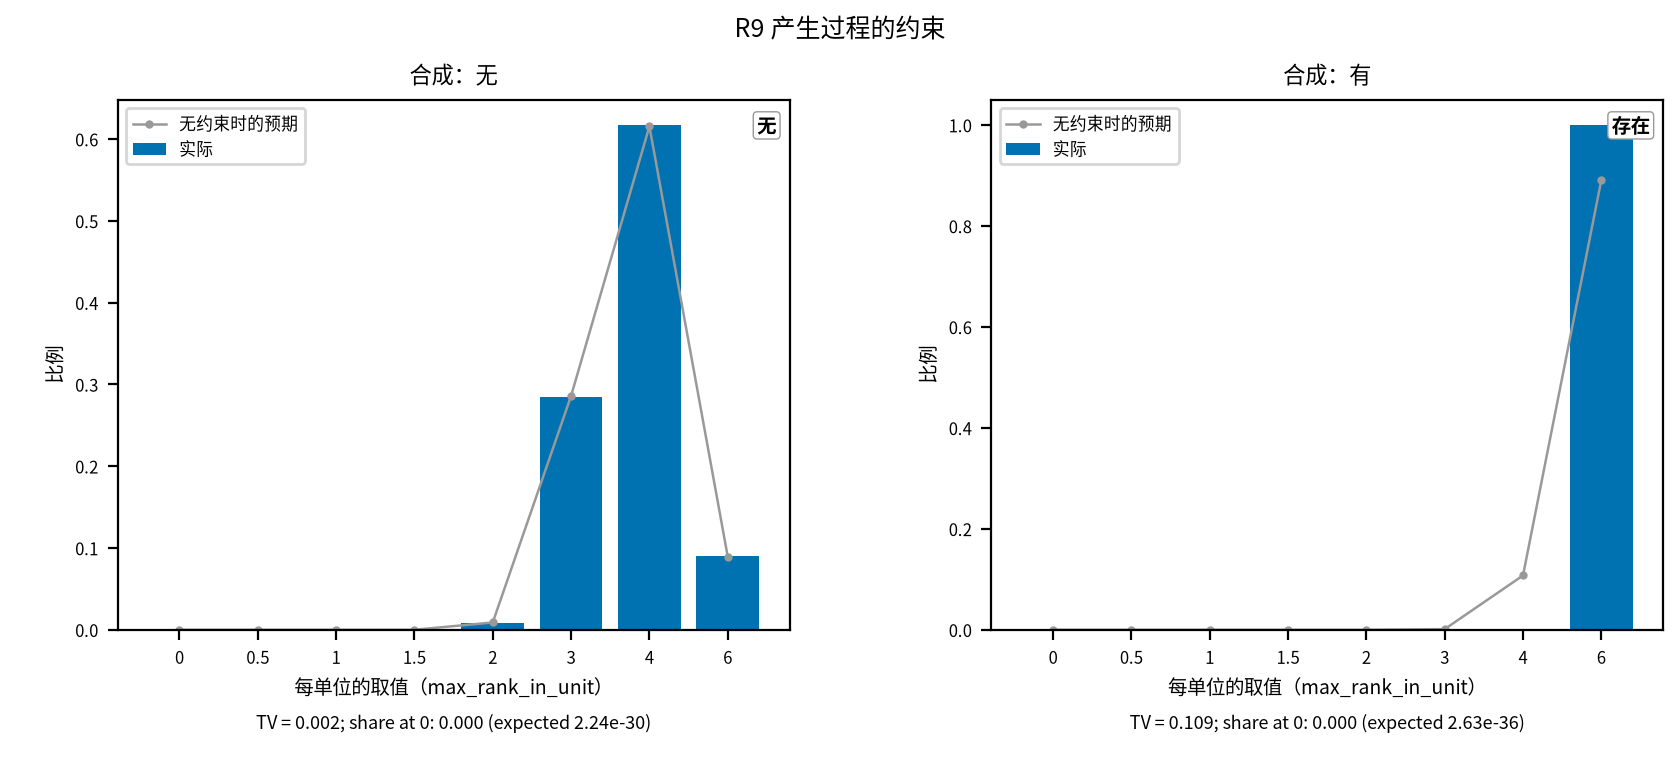 R9 产生过程的约束
合成：无
无约束时的预期
实际
无
0.6
0.5
0.4
0.3
0.2
0.1
0.0
比例
0 0.5 1 1.5 2 3 4 6
每单位的取值（max_rank_in_unit）
TV = 0.002; share at 0: 0.000 (expected 2.24e-30)
合成：有
无约束时的预期
实际
存在
1.0
0.8
0.6
0.4
0.2
0.0
比例
0 0.5 1 1.5 2 3 4 6
每单位的取值（max_rank_in_unit）
TV = 0.109; share at 0: 0.000 (expected 2.63e-36)